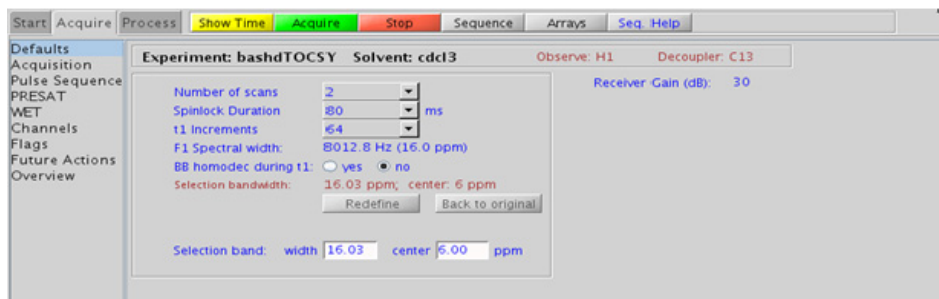 Start Acquire Process Show Time Acquire Stop Sequence Arrays Seq. Help
Defaults
Acquisition
Pulse Sequence
PRESAT
WET
Channels
Flags
Future Actions
Overview
Experiment: bashdTOCSY Solvent: cdcl3 Observe: H1 Decoupler: C13
Receiver Gain (dB): 30
Number of scans 2
Spinlock Duration 80 ms
t1 Increments 64
F1 Spectral width: 8012.8 Hz (16.0 ppm)
BB homodec during t1: yes no
Selection bandwidth: 16.03 ppm; center: 6 ppm
Redefine Back to original
Selection band: width 16.03 center 6.00 ppm